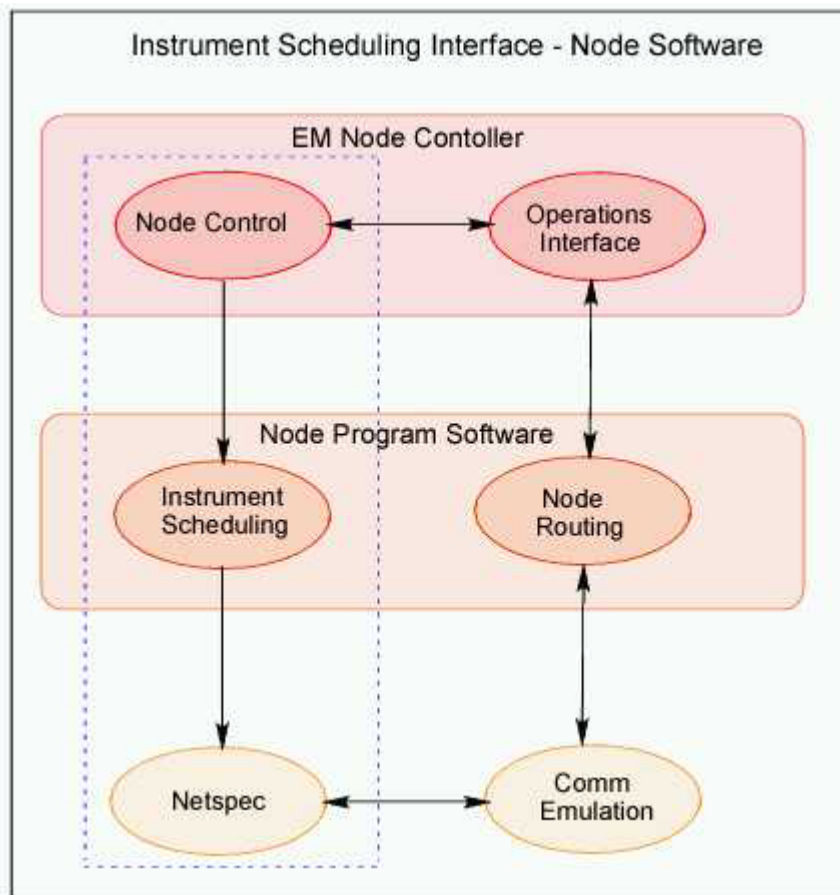 Instrument Scheduling Interface - Node Software
EM Node Contoller
Node Control
Operations
Interface
Node Program Software
Instrument
Scheduling
Node
Routing
Netspec
Comm
Emulation